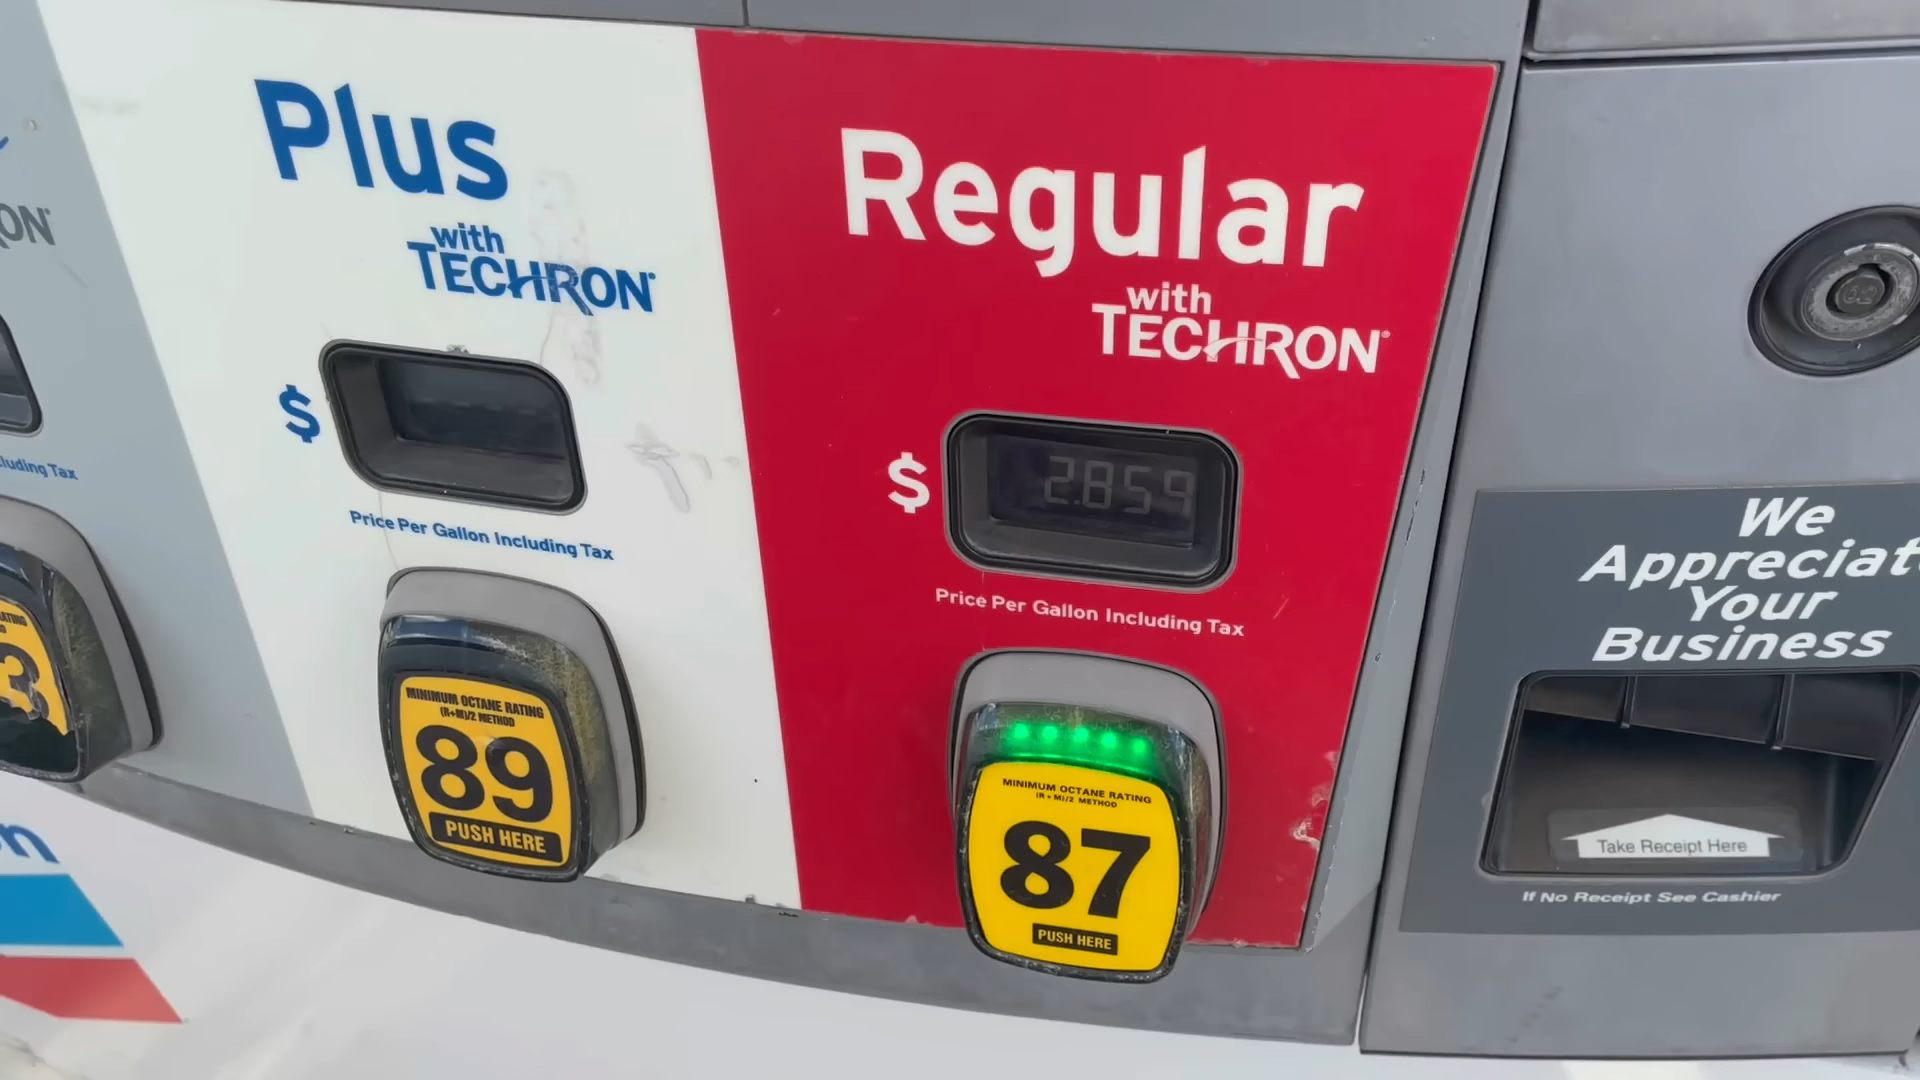 Plus
with
TECHRON
$
Price Per Gallon Including Tax
MINIMUM OCTANE RATING
(R+M)/2 METHOD
89
PUSH HERE
Regular
with
TECHRON
$ 2.859
Price Per Gallon Including Tax
MINIMUM OCTANE RATING
(R+M)/2 METHOD
87
PUSH HERE
We
Appreciat
Your
Business
Take Receipt Here
If No Receipt See Cashier